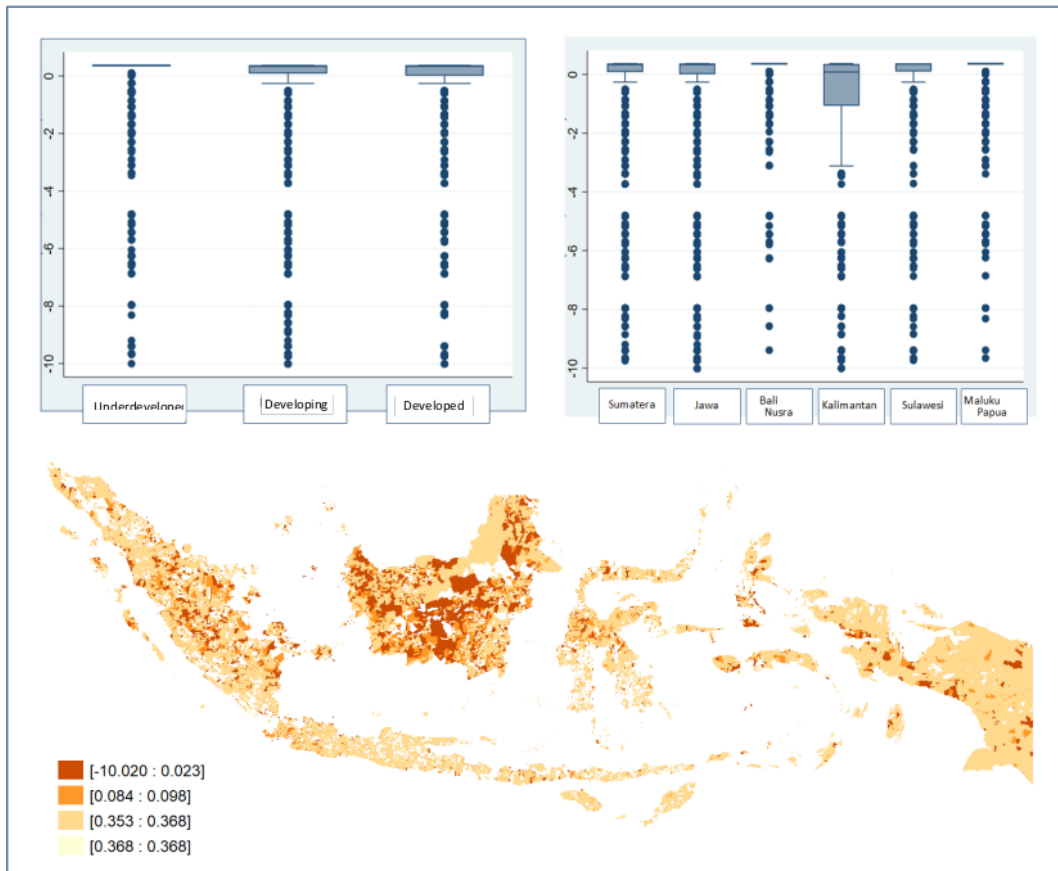 0
-2
-4
-6
-8
-10
Underdevelope
Developing
Developed
0
-2
-4
-6
-8
-10
Sumatera
Jawa
Bali
Nusra
Kalimantan
Sulawesi
Maluku
Papua
[-10.020 : 0.023]
[0.084 : 0.098]
[0.353 : 0.368]
[0.368 : 0.368]